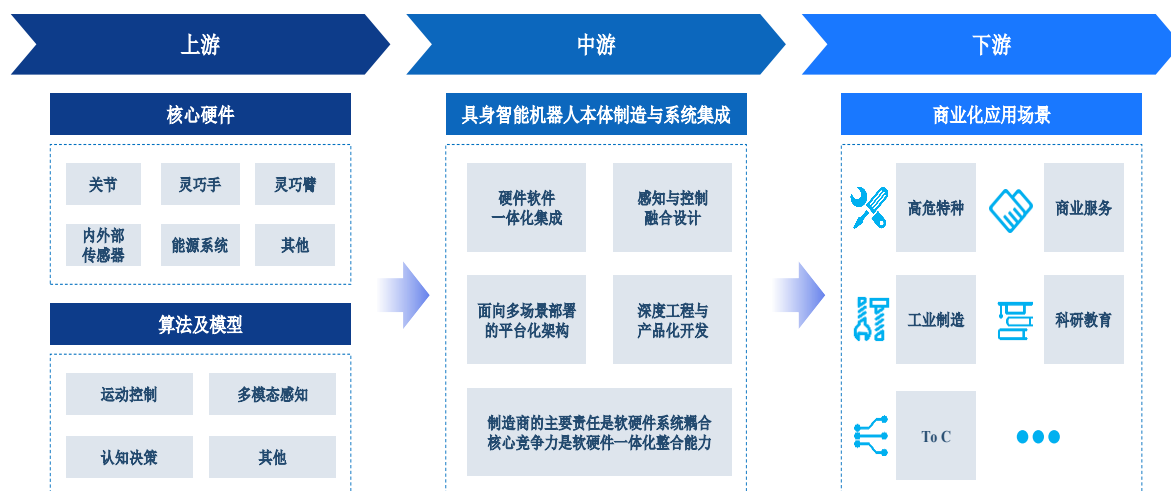 上游
中游
下游
核心硬件
关节
灵巧手
灵巧臂
内外部
传感器
能源系统
其他
算法及模型
运动控制
多模态感知
认知决策
其他
具身智能机器人本体制造与系统集成
硬件软件
一体化集成
感知与控制
融合设计
面向多场景部署
的平台化架构
深度工程与
产品化开发
制造商的主要责任是软硬件系统耦合
核心竞争力是软硬件一体化整合能力
商业化应用场景
高危特种
商业服务
工业制造
科研教育
To C